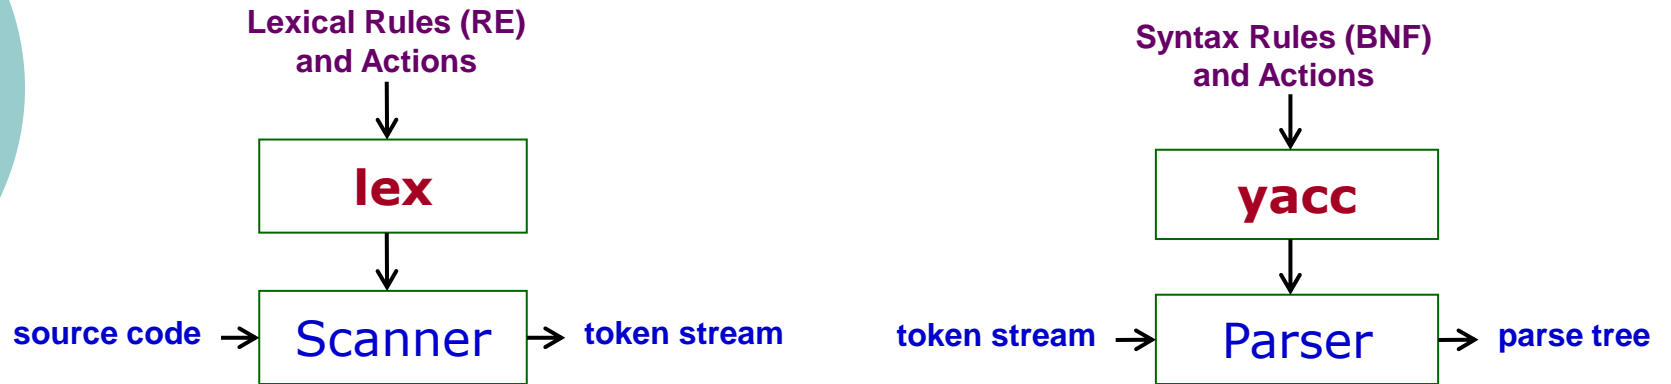 Lexical Rules (RE)
and Actions
lex
source code
Scanner
token stream
Syntax Rules (BNF)
and Actions
yacc
token stream
Parser
parse tree